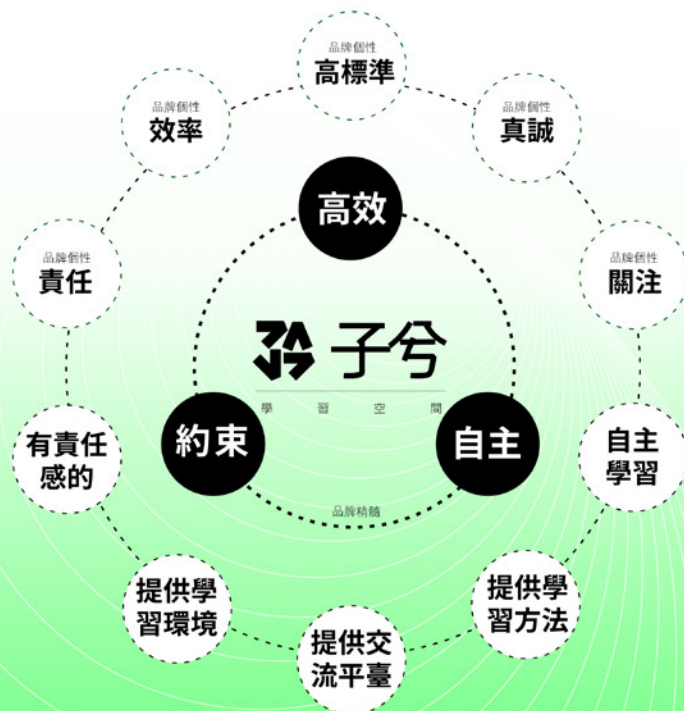 品牌個性
高標準
品牌個性
效率
品牌個性
真誠
高效
品牌個性
責任
品牌個性
關注
子兮
學習空間
約束
自主
有責任
感的
自主
學習
品牌精髓
提供學
習環境
提供學
習方法
提供交
流平臺